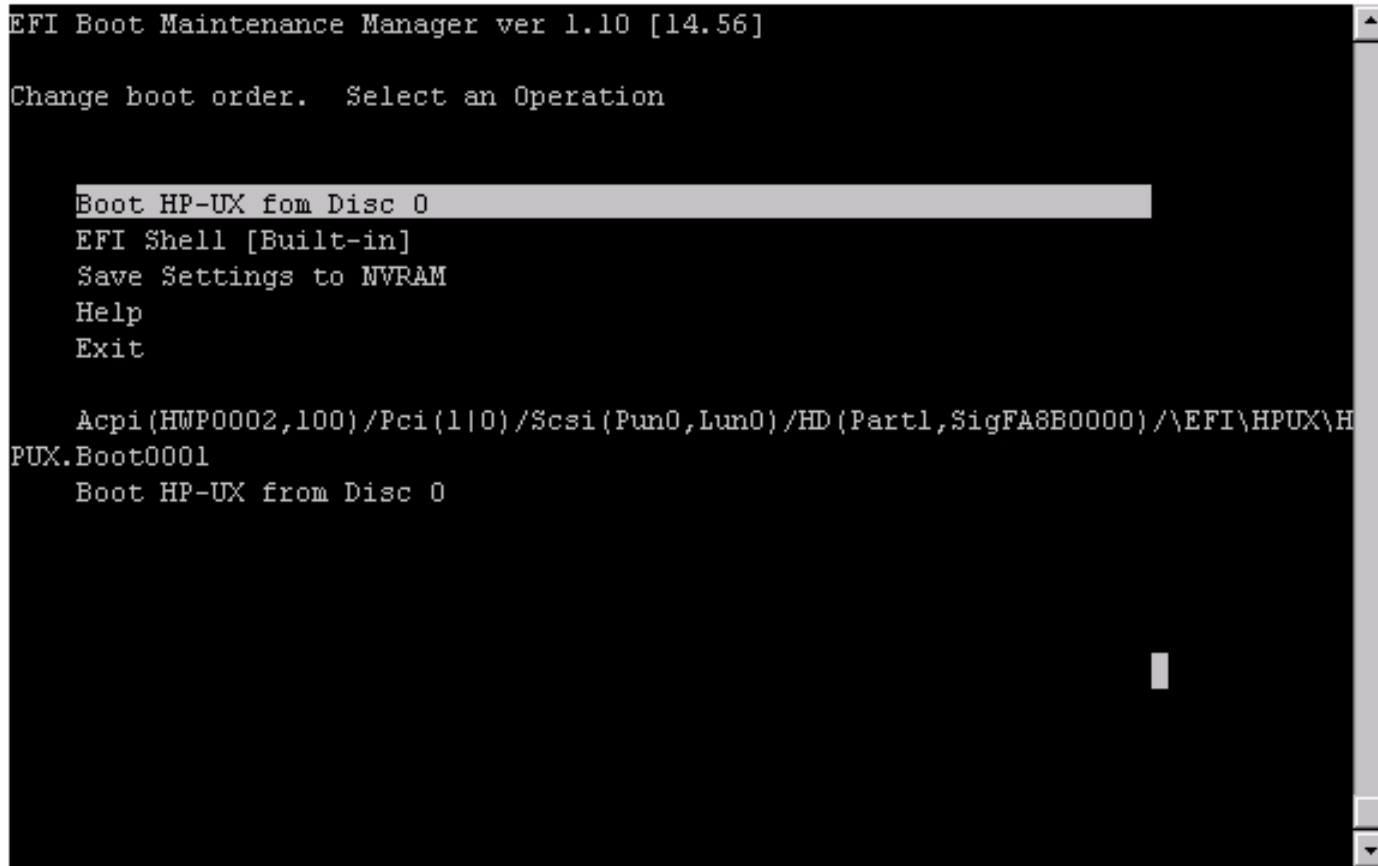 EFI Boot Maintenance Manager ver 1.10 [14.56]
Change boot order.  Select an Operation
Boot HP-UX fom Disc 0
EFI Shell [Built-in]
Save Settings to NVRAM
Help
Exit
Acpi(HWP0002,100)/Pci(1|0)/Scsi(Pun0,Lun0)/HD(Part1,SigFA8B0000)/\EFI\HPUX\H
PUX.Boot0001
Boot HP-UX from Disc 0